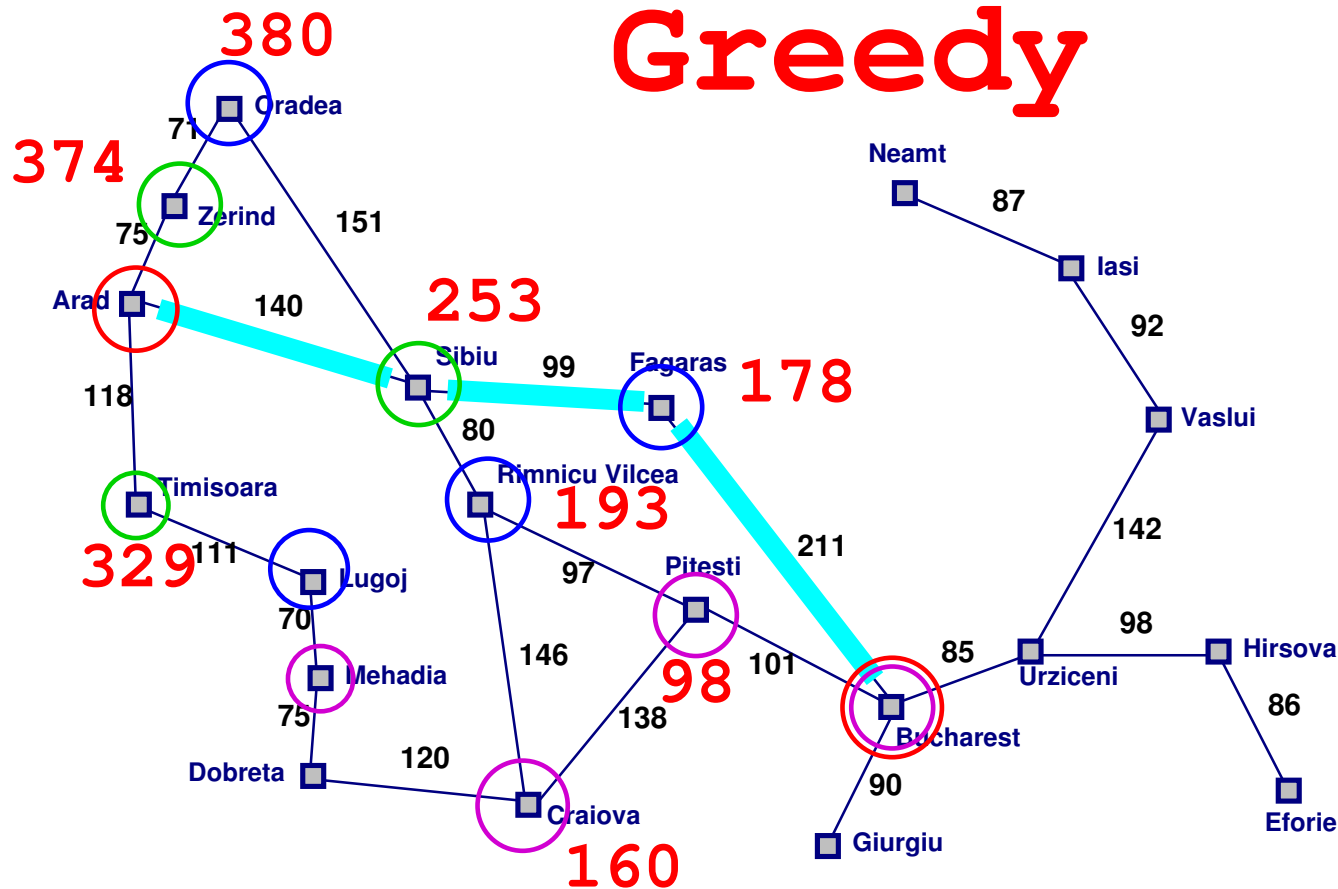 Greedy
380
Oradea
71
374
Neamt
87
Zerind
75
151
Iasi
Arad
140
253
92
Sibiu
99
Fagaras
178
118
Vaslui
80
Timisoara
Rimnicu Vilcea
193
142
329
111
211
97
Pitesti
Lugoj
70
98
146
101
85
Hirsova
Mehadia
98
Urziceni
75
138
86
Bucharest
120
Dobreta
90
Craiova
Eforie
Giurgiu
160